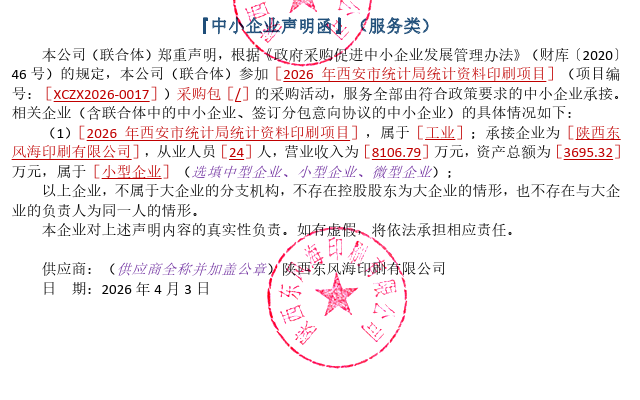 『中小企业声明函』（服务类）
本公司（联合体）郑重声明，根据《政府采购促进中小企业发展管理办法》（财库〔2020〕
46 号）的规定，本公司（联合体）参加［2026 年西安市统计局统计资料印刷项目］（项目编
号：［XCZX2026-0017］）采购包［/］的采购活动，服务全部由符合政策要求的中小企业承接。
相关企业（含联合体中的中小企业、签订分包意向协议的中小企业）的具体情况如下：
（1）［2026 年西安市统计局统计资料印刷项目］，属于［工业］；承接企业为［陕西东
风海印刷有限公司］，从业人员［24］人，营业收入为［8106.79］万元，资产总额为［3695.32］
万元，属于［小型企业］（选填中型企业、小型企业、微型企业）；
以上企业，不属于大企业的分支机构，不存在控股股东为大企业的情形，也不存在与大企
业的负责人为同一人的情形。
本企业对上述声明内容的真实性负责。如有虚假，将依法承担相应责任。
供应商：（供应商全称并加盖公章）陕西东风海印刷有限公司
日　期：2026 年 4 月 3 日
陕西东风海印刷有限责任公司